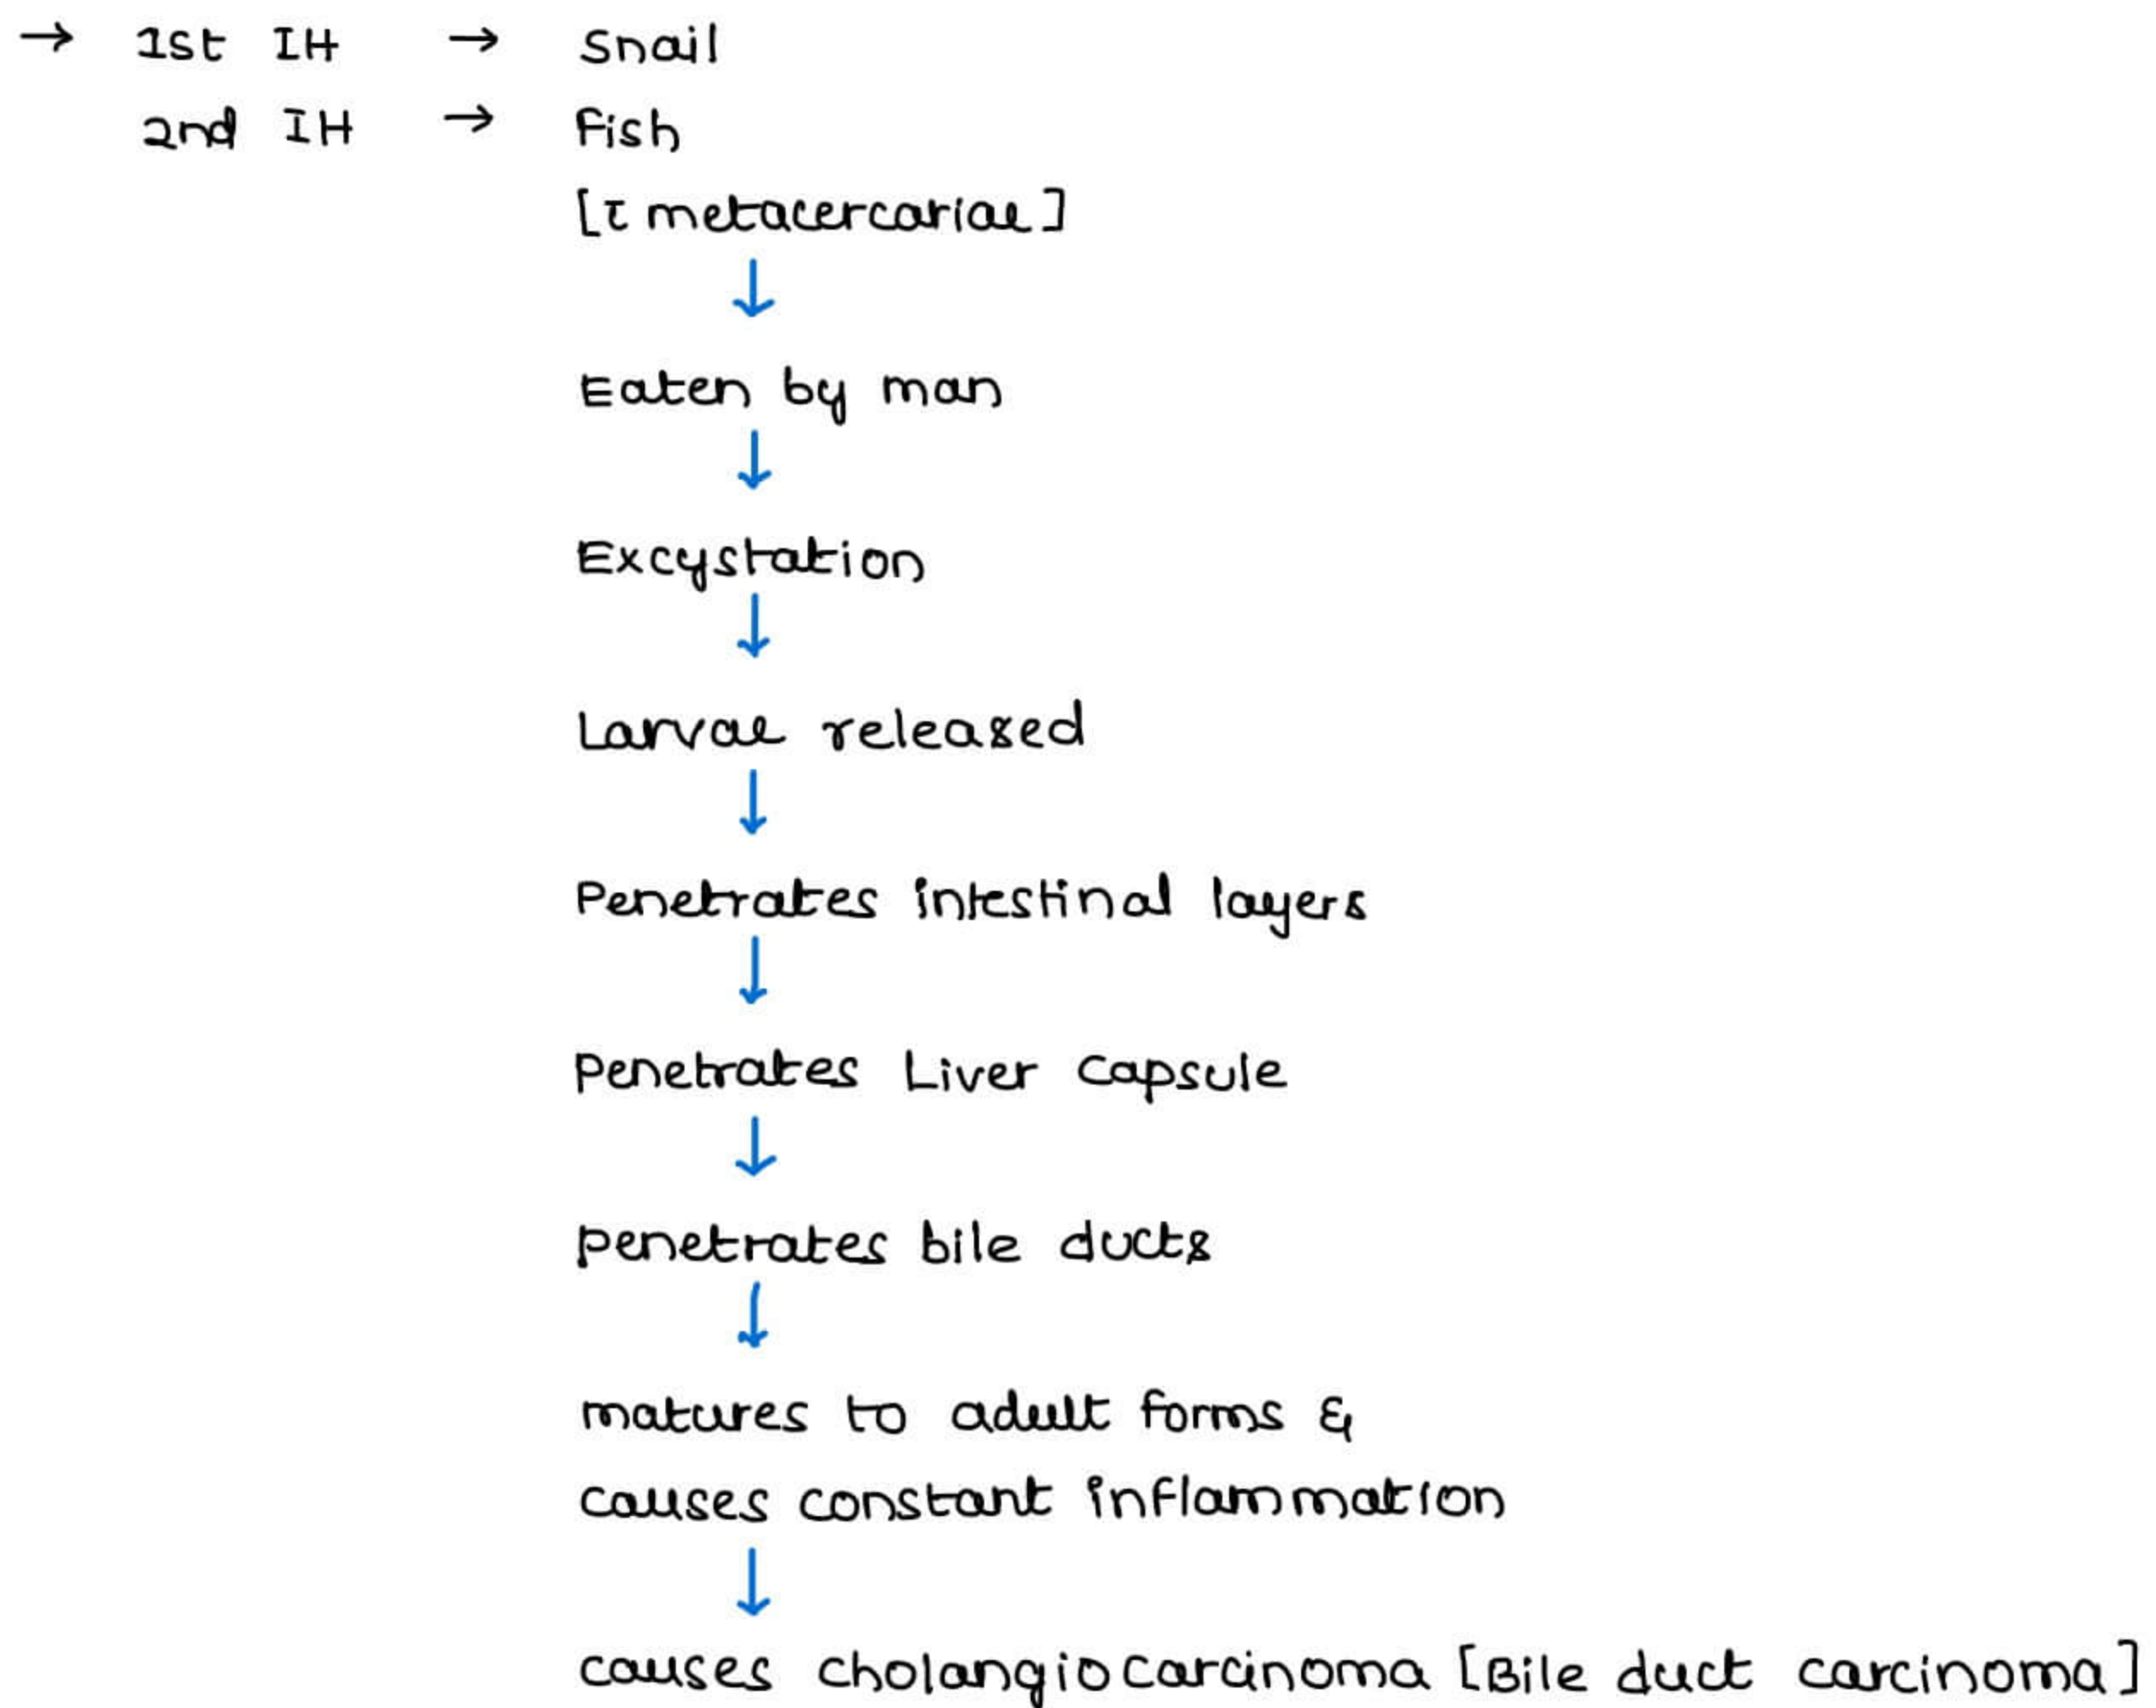 → 1st IH → Snail
2nd IH → Fish
[c̄ metacercariae]
↓
Eaten by man
↓
Excystation
↓
Larvae released
↓
Penetrates intestinal layers
↓
Penetrates Liver capsule
↓
penetrates bile ducts
↓
matures to adult forms &
causes constant inflammation
↓
causes cholangiocarcinoma [Bile duct carcinoma]